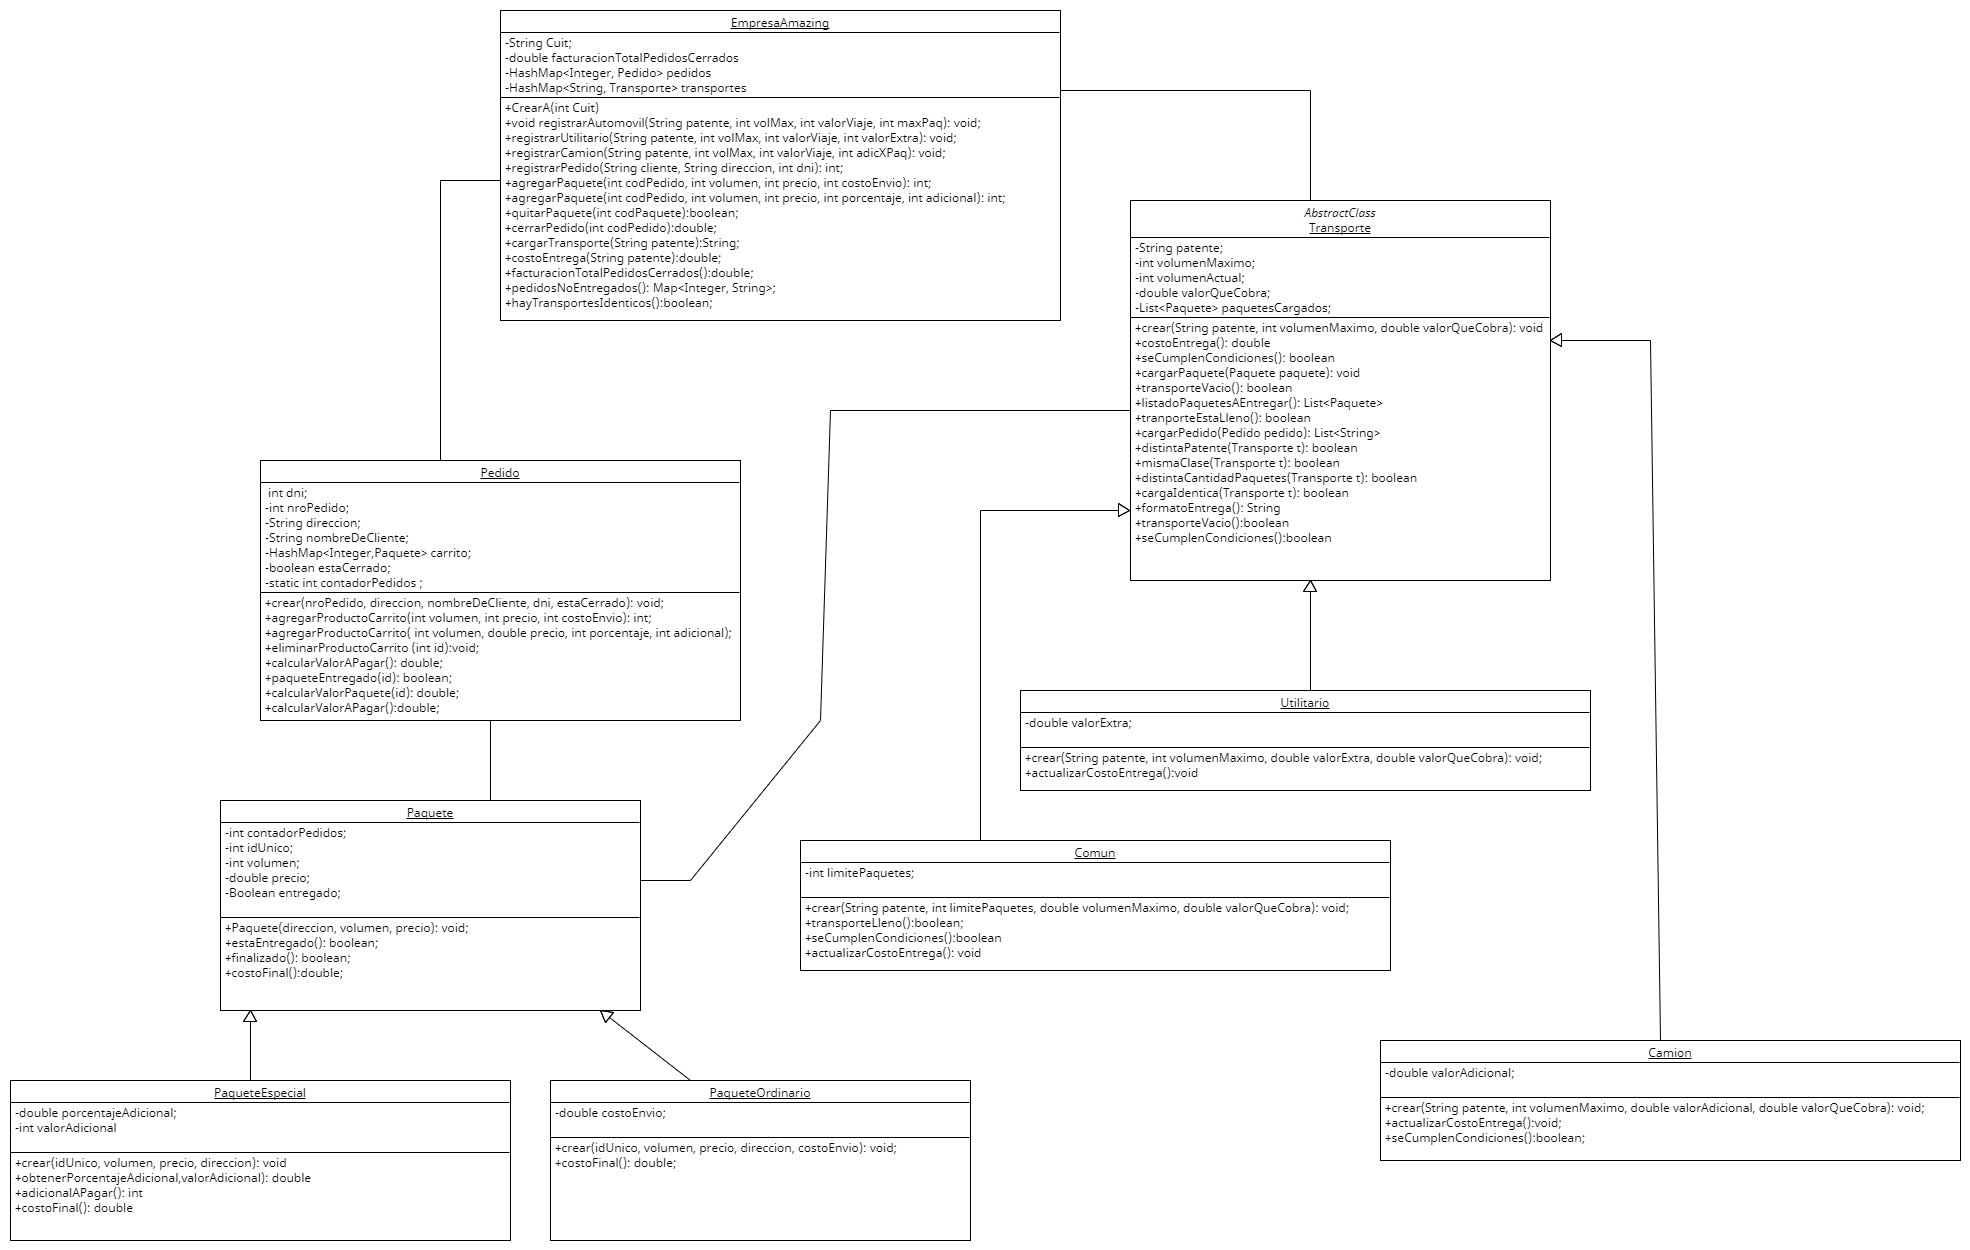 EmpresaAmazing
-String Cuit;
-double facturacionTotalPedidosCerrados
-HashMap<Integer, Pedido> pedidos
-HashMap<String, Transporte> transportes
+CrearA(int Cuit)
+void registrarAutomovil(String patente, int volMax, int valorViaje, int maxPaq): void;
+registrarUtilitario(String patente, int volMax, int valorViaje, int valorExtra): void;
+registrarCamion(String patente, int volMax, int valorViaje, int adicXPaq): void;
+registrarPedido(String cliente, String direccion, int dni): int;
+agregarPaquete(int codPedido, int volumen, int precio, int costoEnvio): int;
+agregarPaquete(int codPedido, int volumen, int precio, int porcentaje, int adicional): int;
+quitarPaquete(int codPaquete):boolean;
+cerrarPedido(int codPedido):double;
+cargarTransporte(String patente):String;
+costoEntrega(String patente):double;
+facturacionTotalPedidosCerrados():double;
+pedidosNoEntregados(): Map<Integer, String>;
+hayTransportesIdenticos():boolean;
AbstractClass
Transporte
-String patente;
-int volumenMaximo;
-int volumenActual;
-double valorQueCobra;
-List<Paquete> paquetesCargados;
+crear(String patente, int volumenMaximo, double valorQueCobra): void
+costoEntrega(): double
+seCumplenCondiciones(): boolean
+cargarPaquete(Paquete paquete): void
+transporteVacio(): boolean
+listadoPaquetesAEntregar(): List<Paquete>
+tranporteEstaLleno(): boolean
+cargarPedido(Pedido pedido): List<String>
+distintaPatente(Transporte t): boolean
+mismaClase(Transporte t): boolean
+distintaCantidadPaquetes(Transporte t): boolean
+cargaIdentica(Transporte t): boolean
+formatoEntrega(): String
+transporteVacio():boolean
+seCumplenCondiciones():boolean
Pedido
int dni;
-int nroPedido;
-String direccion;
-String nombreDeCliente;
-HashMap<Integer,Paquete> carrito;
-boolean estaCerrado;
-static int contadorPedidos ;
+crear(nroPedido, direccion, nombreDeCliente, dni, estaCerrado): void;
+agregarProductoCarrito(int volumen, int precio, int costoEnvio): int;
+agregarProductoCarrito( int volumen, double precio, int porcentaje, int adicional);
+eliminarProductoCarrito (int id):void;
+calcularValorAPagar(): double;
+paqueteEntregado(id): boolean;
+calcularValorPaquete(id): double;
+calcularValorAPagar():double;
Utilitario
-double valorExtra;
+crear(String patente, int volumenMaximo, double valorExtra, double valorQueCobra): void;
+actualizarCostoEntrega():void
Paquete
-int contadorPedidos;
-int idUnico;
-int volumen;
-double precio;
-Boolean entregado;
+Paquete(direccion, volumen, precio): void;
+estaEntregado(): boolean;
+finalizado(): boolean;
+costoFinal():double;
Comun
-int limitePaquetes;
+crear(String patente, int limitePaquetes, double volumenMaximo, double valorQueCobra): void;
+transporteLleno():boolean;
+seCumplenCondiciones():boolean
+actualizarCostoEntrega(): void
Camion
-double valorAdicional;
+crear(String patente, int volumenMaximo, double valorAdicional, double valorQueCobra): void;
+actualizarCostoEntrega():void;
+seCumplenCondiciones():boolean;
PaqueteEspecial
-double porcentajeAdicional;
-int valorAdicional
+crear(idUnico, volumen, precio, direccion): void
+obtenerPorcentajeAdicional,valorAdicional): double
+adicionalAPagar(): int
+costoFinal(): double
PaqueteOrdinario
-double costoEnvio;
+crear(idUnico, volumen, precio, direccion, costoEnvio): void;
+costoFinal(): double;